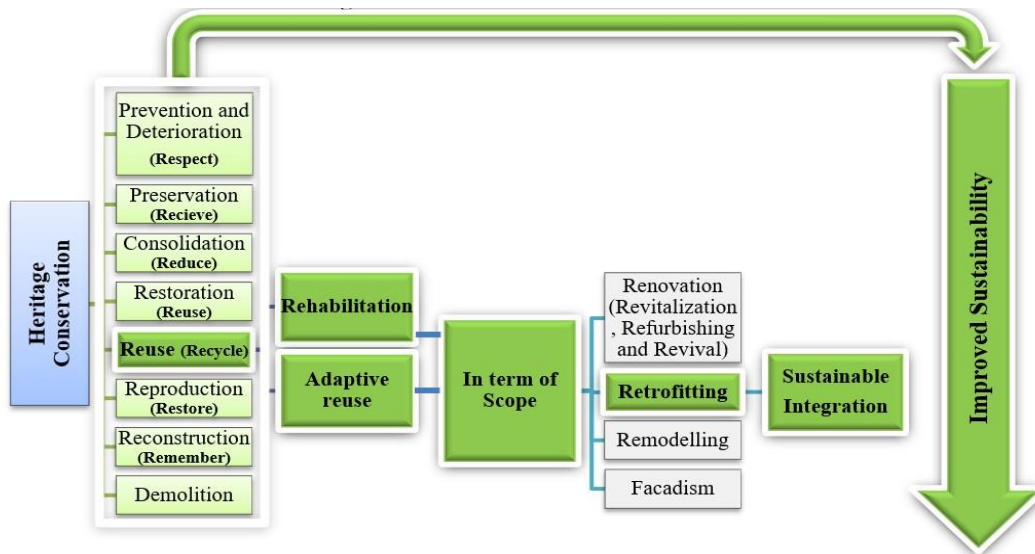 Heritage
Conservation
Prevention and
Deterioration
(Respect)
Preservation
(Recieve)
Consolidation
(Reduce)
Restoration
(Reuse)
Reuse (Recycle)
Reproduction
(Restore)
Reconstruction
(Remember)
Demolition
Rehabilitation
Adaptive
reuse
In term of
Scope
Renovation
(Revitalization
, Refurbishing
and Revival)
Retrofitting
Remodelling
Facadism
Sustainable
Integration
Improved Sustainability